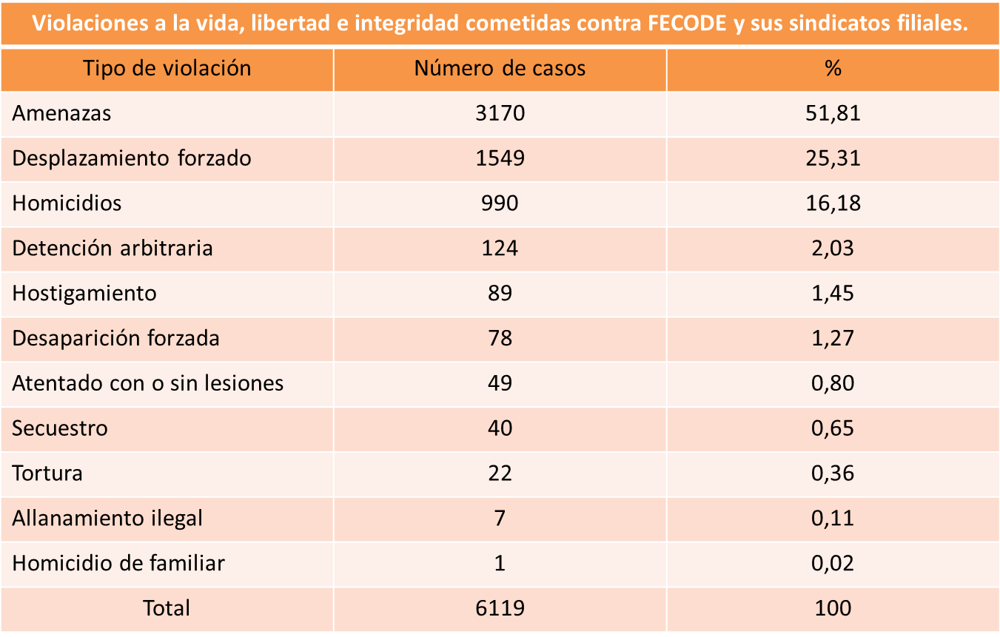 Violaciones a la vida, libertad e integridad cometidas contra FECODE y sus sindicatos filiales.
Tipo de violación Número de casos %
Amenazas 3170 51,81
Desplazamiento forzado 1549 25,31
Homicidios 990 16,18
Detención arbitraria 124 2,03
Hostigamiento 89 1,45
Desaparición forzada 78 1,27
Atentado con o sin lesiones 49 0,80
Secuestro 40 0,65
Tortura 22 0,36
Allanamiento ilegal 7 0,11
Homicidio de familiar 1 0,02
Total 6119 100